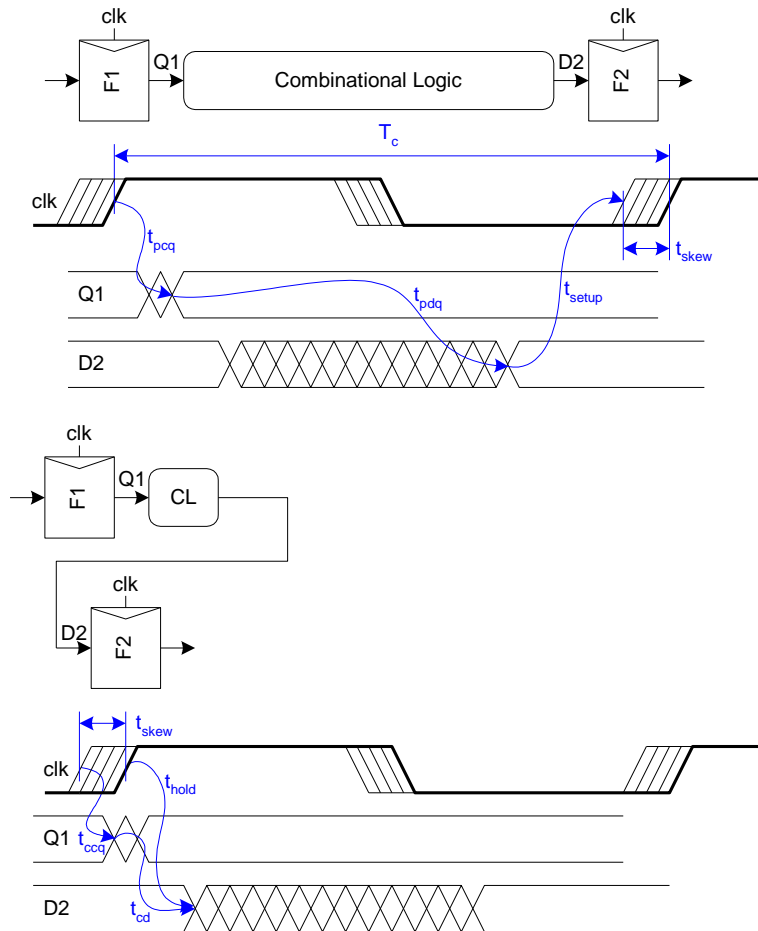 clk clk
F1 Q1 Combinational Logic D2 F2
Tc
clk
tpcq
tskew
Q1 tpdq tsetup
D2
clk
F1 Q1 CL
clk
D2 F2
tskew
clk
thold
Q1 tccq
D2 tcd